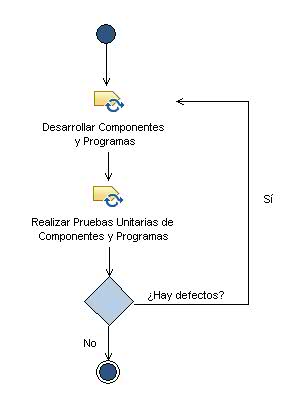 Desarrollar Componentes
y Programas
Realizar Pruebas Unitarias de
Componentes y Programas
Sí
¿Hay defectos?
No